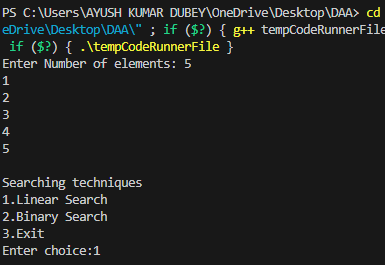 PS C:\Users\AYUSH KUMAR DUBEY\OneDrive\Desktop\DAA> cd
eDrive\Desktop\DAA\" ; if ($?) { g++ tempCodeRunnerFile
if ($?) { .\tempCodeRunnerFile }
Enter Number of elements: 5
1
2
3
4
5
Searching techniques
1.Linear Search
2.Binary Search
3.Exit
Enter choice:1